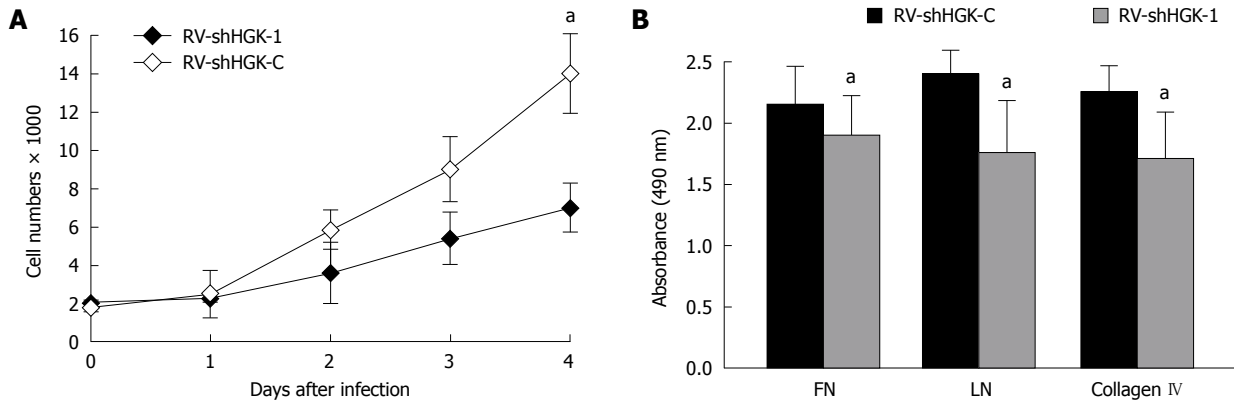 A
a
RV-shHGK-1
RV-shHGK-C
16
14
12
10
8
6
4
2
0
Cell numbers × 1000
0 1 2 3 4
Days after infection
B
RV-shHGK-C RV-shHGK-1
2.5
2.0
1.5
1.0
0.5
0.0
Absorbance (490 nm)
a a a
FN LN Collagen Ⅳ